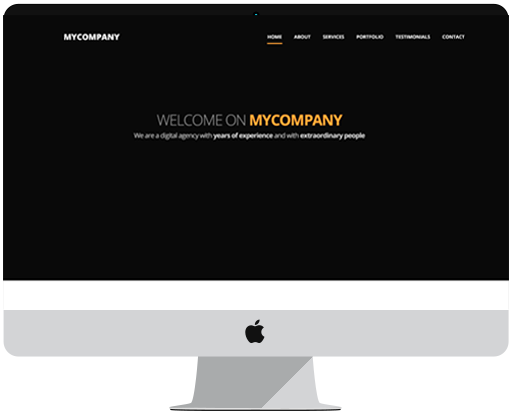 MYCOMPANY HOME ABOUT SERVICES PORTFOLIO TESTIMONIALS CONTACT
WELCOME ON MYCOMPANY
We are a digital agency with years of experience and with extraordinary people